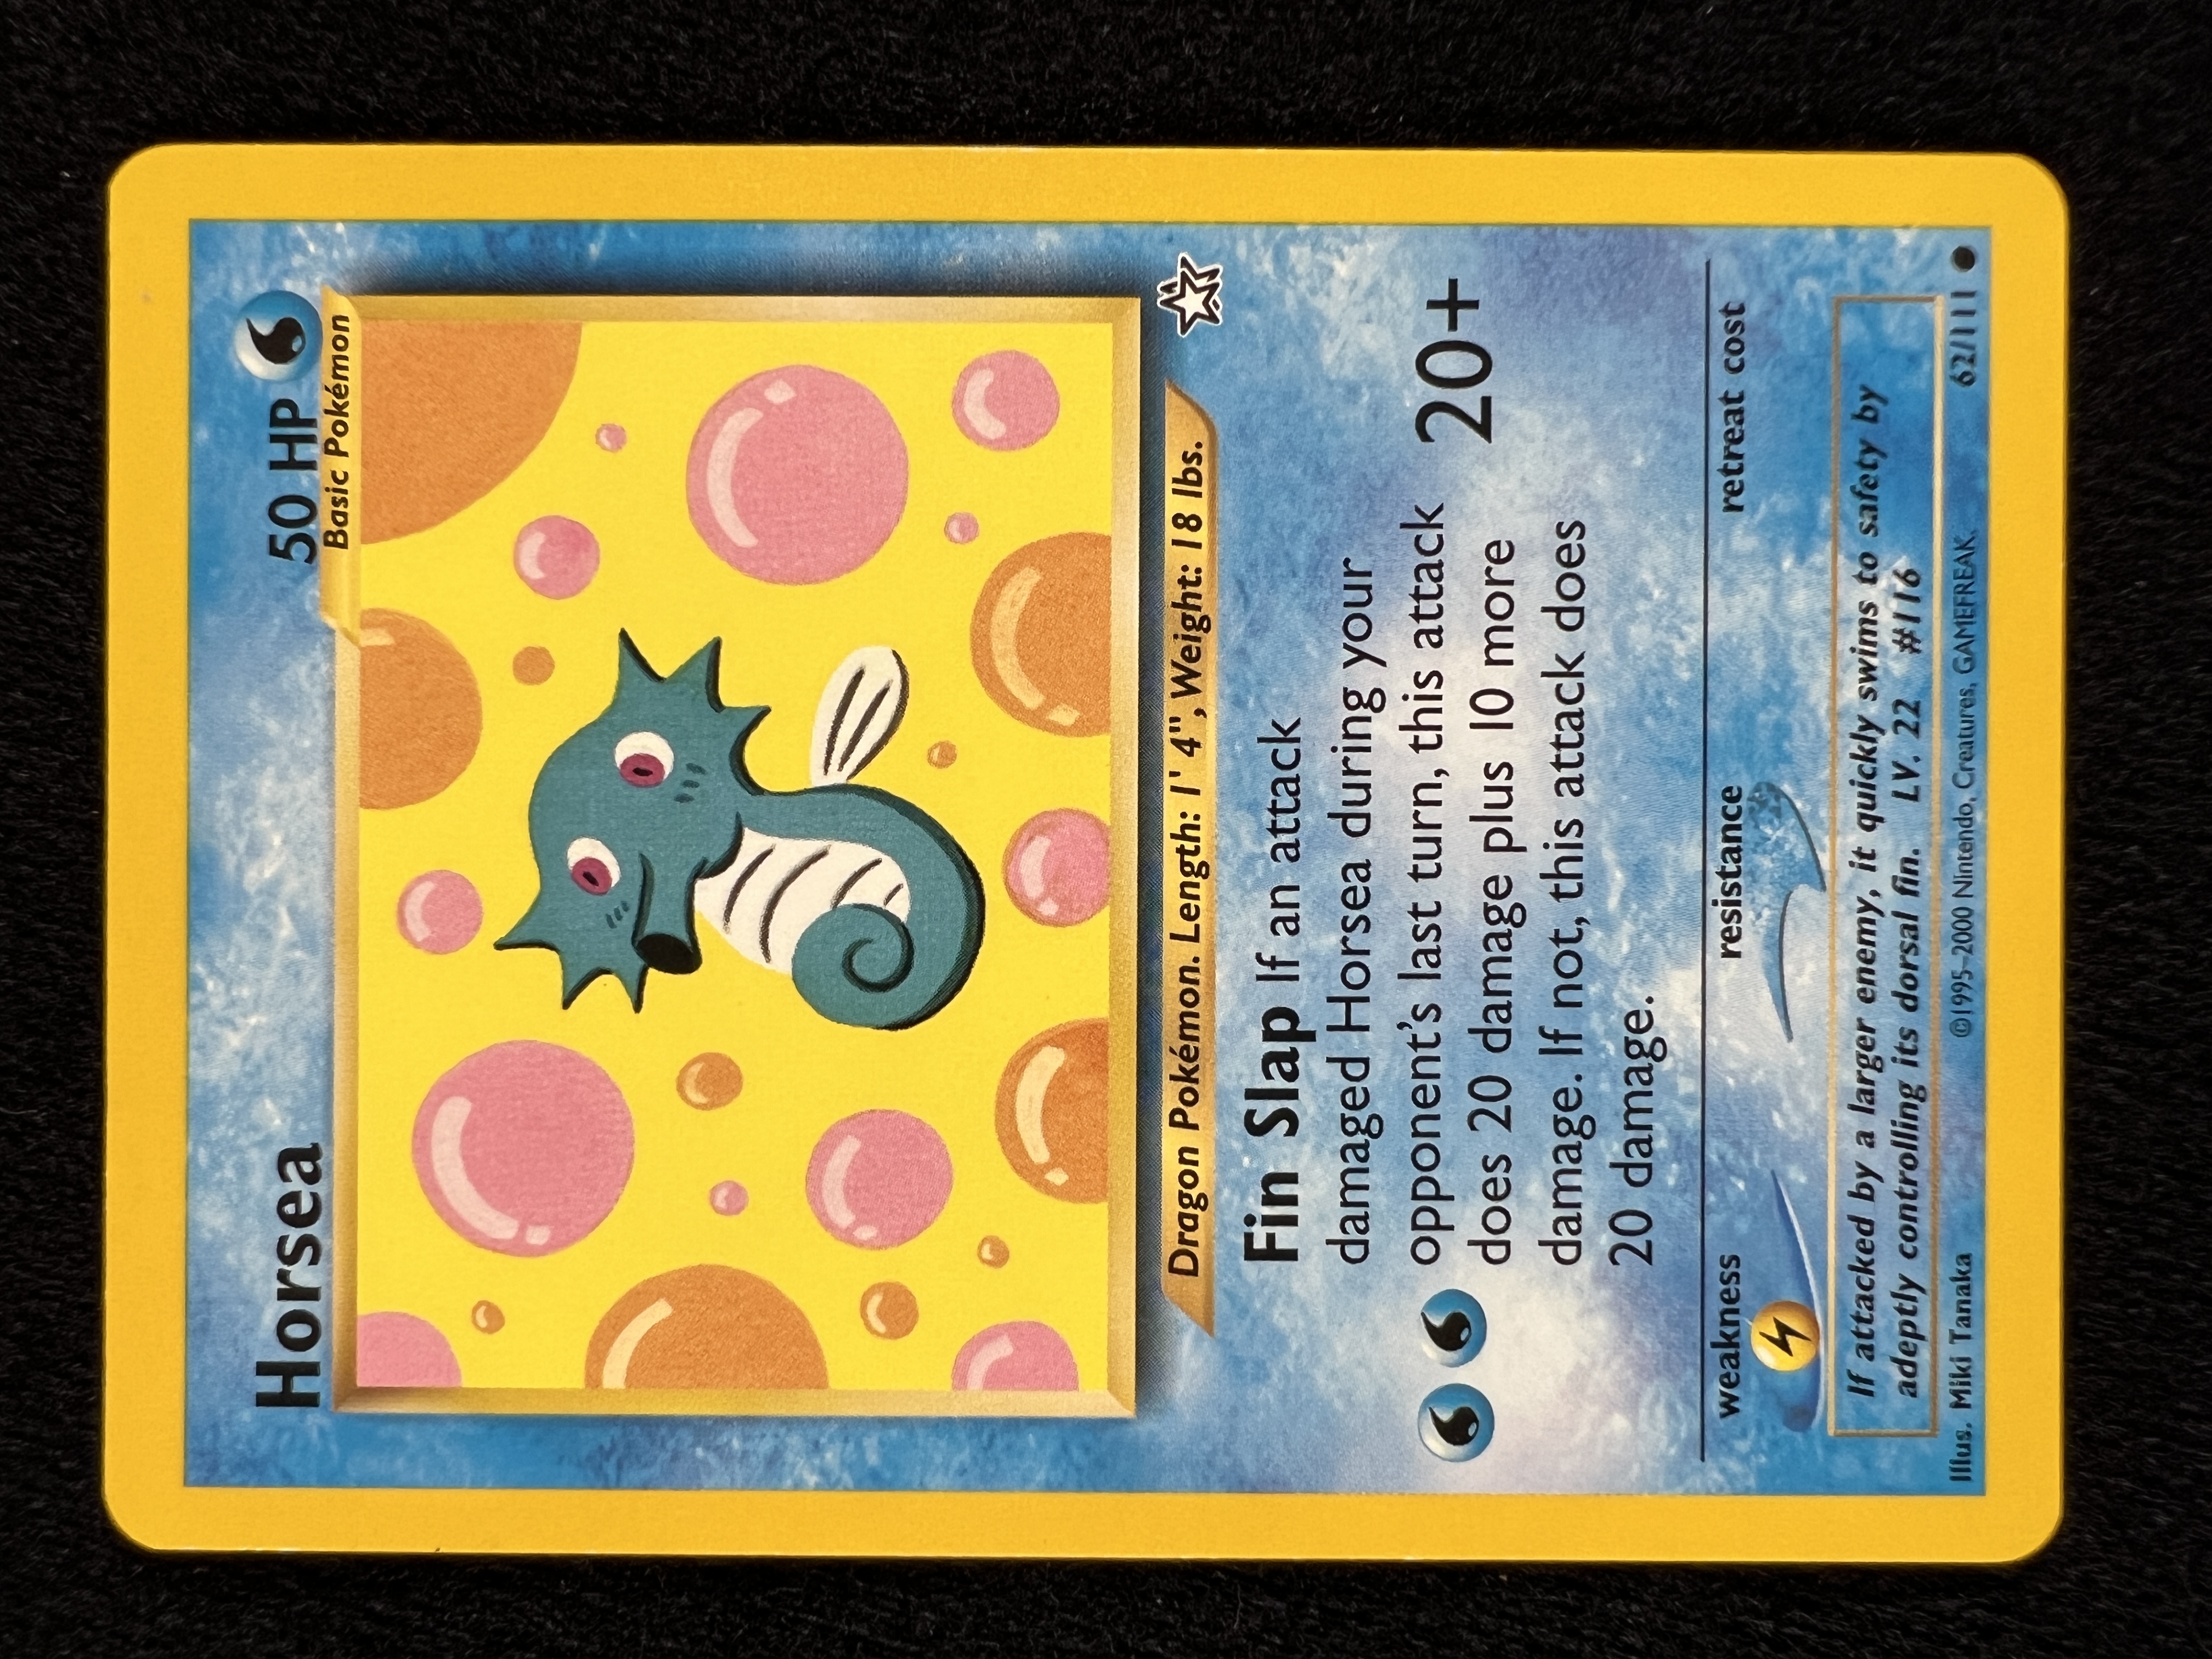 Horsea 50 HP
Basic Pokémon
Dragon Pokémon. Length: 1' 4", Weight: 18 lbs.
Fin Slap If an attack
damaged Horsea during your
opponent's last turn, this attack 20+
does 20 damage plus 10 more
damage. If not, this attack does
20 damage.
weakness resistance retreat cost
If attacked by a larger enemy, it quickly swims to safety by
adeptly controlling its dorsal fin. LV. 22 #116
Illus. Miki Tanaka ©1995-2000 Nintendo, Creatures, GAMEFREAK. 62/111